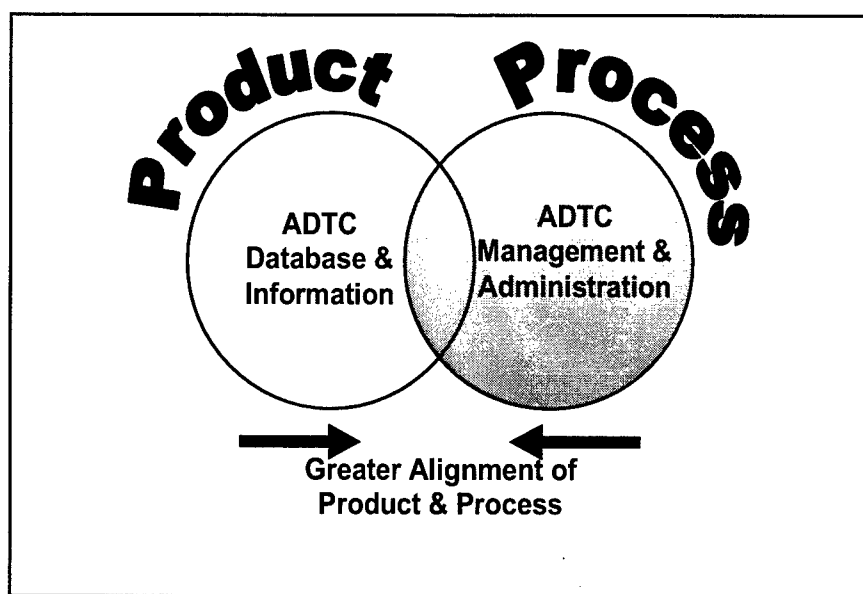 Product
Process
ADTC
Database &
Information
ADTC
Management &
Administration
Greater Alignment of
Product & Process